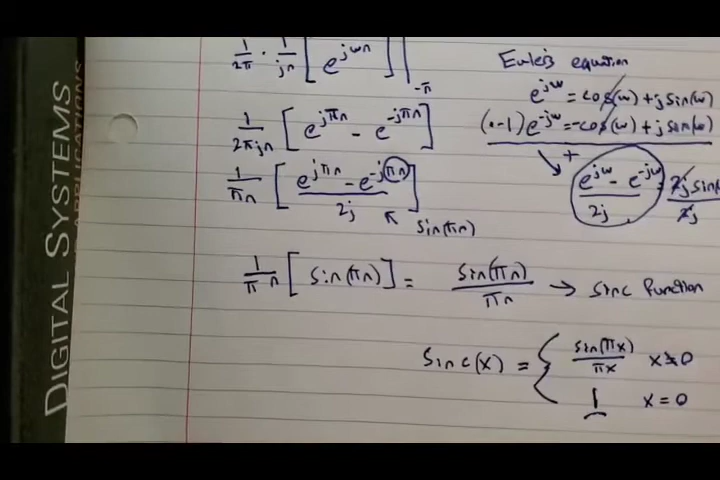 DIGITAL SYSTEMS
1/2π · 1/jn [e^{jωn}] |_{-π}
1/2πjn [e^{jπn} - e^{-jπn}]
1/πn [(e^{jπn} - e^{-jπn})/2j]
sin(πn)
1/πn [sin(πn)] = sin(πn)/πn → sinc function
Euler's equation
e^{jω} = cos(ω) + j sin(ω)
(·-1) e^{-jω} = -cos(ω) + j sin(ω)
+
(e^{jω} - e^{-jω})/2j = 2j sin/2j
sinc(x) = { sin(πx)/πx x≠0
1 x=0